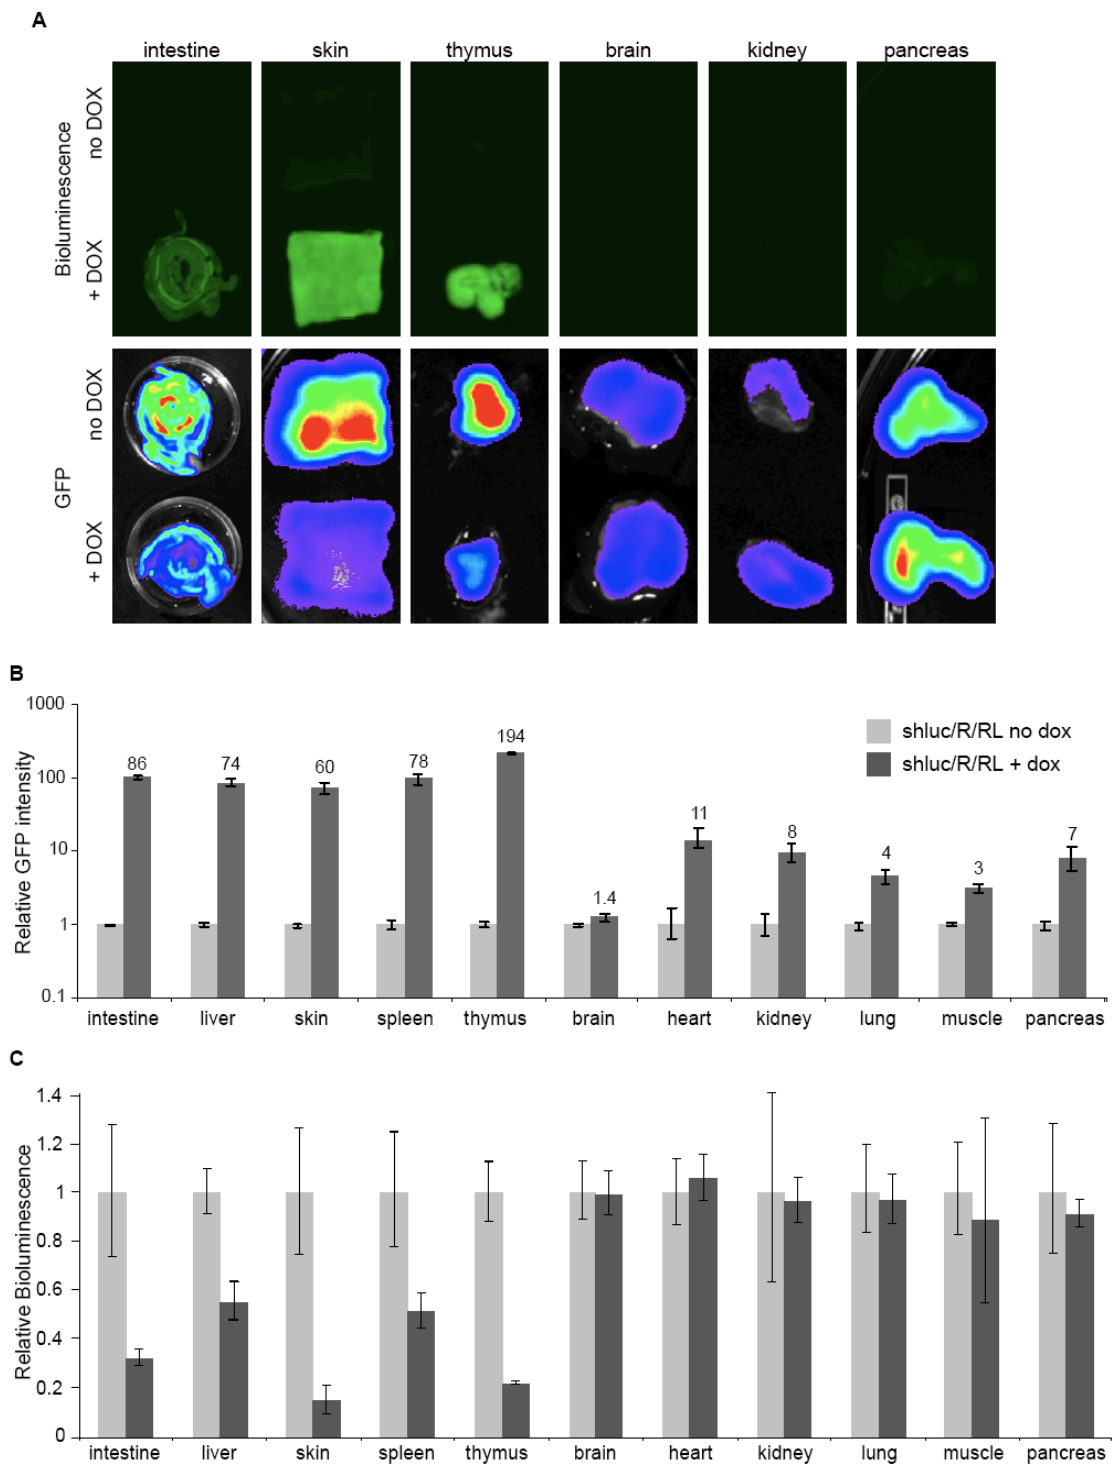 A
intestine skin thymus brain kidney pancreas
Bioluminescence
no DOX
+ DOX
GFP
no DOX
+ DOX
B
Relative GFP intensity
1000
100
10
1
0.1
86 74 60 78 194 1.4 11 8 4 3 7
shluc/R/RL no dox
shluc/R/RL + dox
intestine liver skin spleen thymus brain heart kidney lung muscle pancreas
C
Relative Bioluminescence
1.4
1.2
1
0.8
0.6
0.4
0.2
0
intestine liver skin spleen thymus brain heart kidney lung muscle pancreas